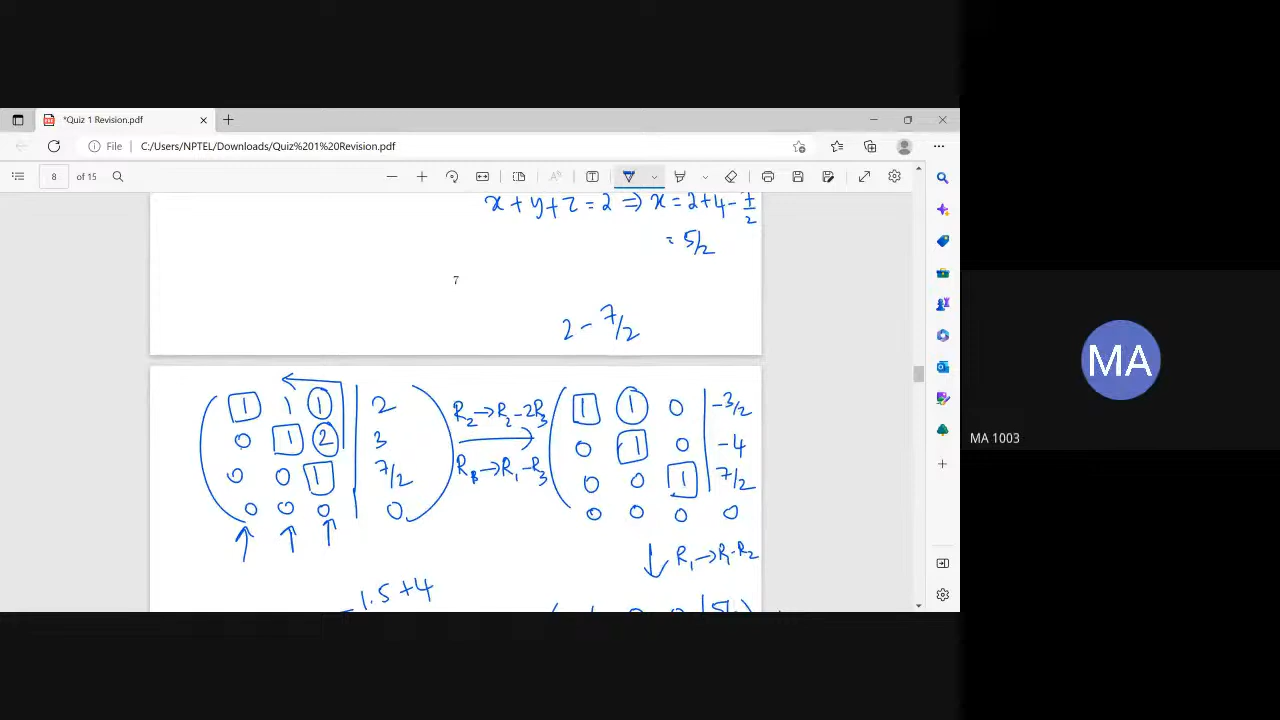 *Quiz 1 Revision.pdf
File C:/Users/NPTEL/Downloads/Quiz%201%20Revision.pdf
8 of 15
x + y + z = 2 ⇒ x = 2+4-7/2
= 5/2
7
2 - 7/2
1 1 1 | 2 R₂→R₂-2R₃ 1 1 0 | -3/2
0 1 2 | 3 R₁→R₁-R₃ 0 1 0 | -4
0 0 1 | 7/2 0 0 1 | 7/2
0 0 0 | 0 0 0 0 0
↓ R₁→R₁-R₂
1.5+4
MA
MA 1003